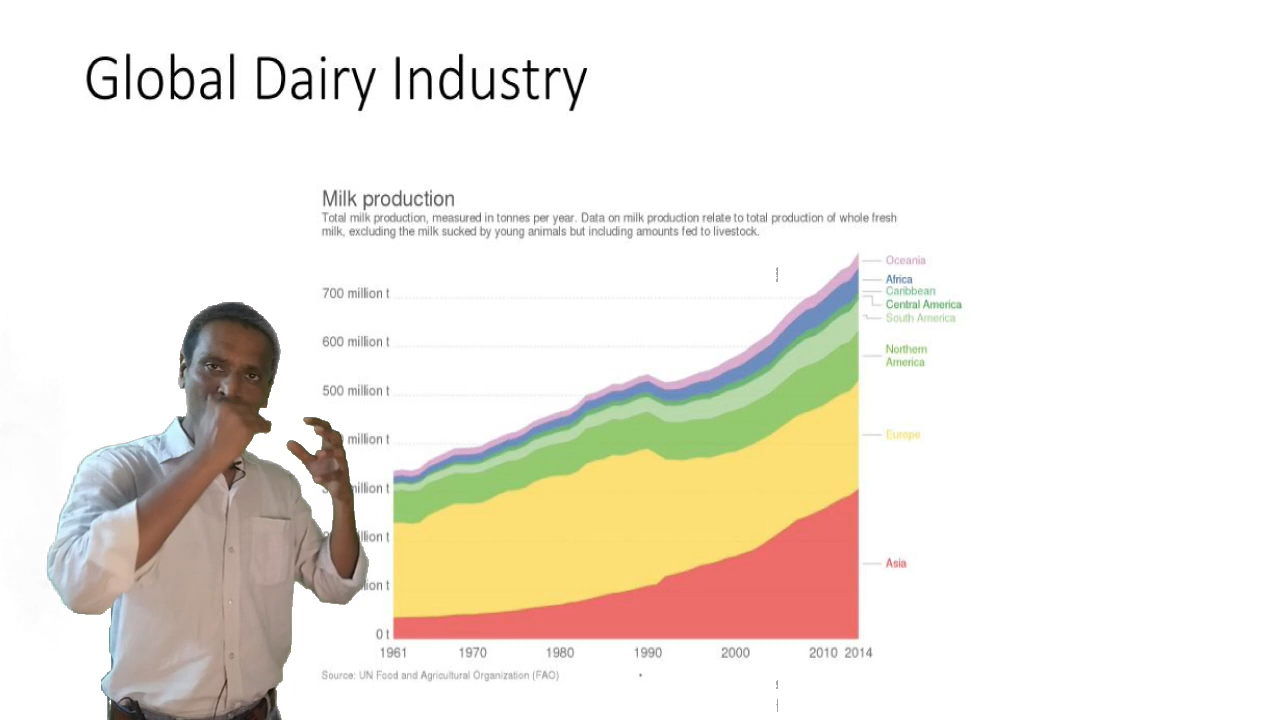 Global Dairy Industry
Milk production
Total milk production, measured in tonnes per year. Data on milk production relate to total production of whole fresh
milk, excluding the milk sucked by young animals but including amounts fed to livestock.
700 million t
600 million t
500 million t
million t
0 t
1961 1970 1980 1990 2000 2010 2014
Oceania
Africa
Caribbean
Central America
South America
Northern
America
Europe
Asia
Source: UN Food and Agricultural Organization (FAO)